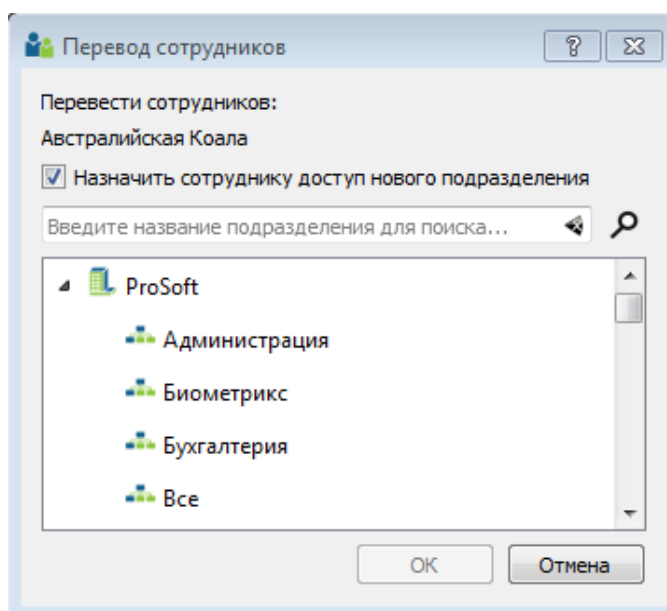 Перевод сотрудников
Перевести сотрудников:
Австралийская Коала
Назначить сотруднику доступ нового подразделения
Введите название подразделения для поиска...
ProSoft
Администрация
Биометрикс
Бухгалтерия
Все
ОК Отмена